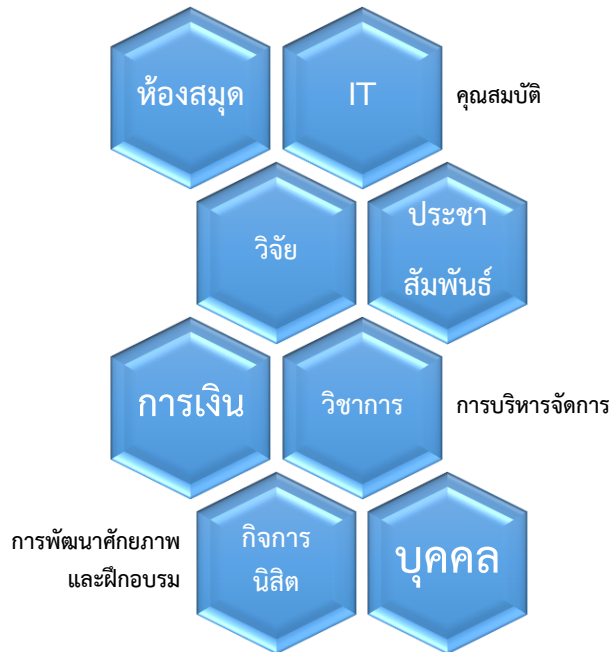 ห้องสมุด
IT
คุณสมบัติ
วิจัย
ประชา
สัมพันธ์
การเงิน
วิชาการ
การบริหารจัดการ
การพัฒนาศักยภาพ
และฝึกอบรม
กิจการ
นิสิต
บุคคล